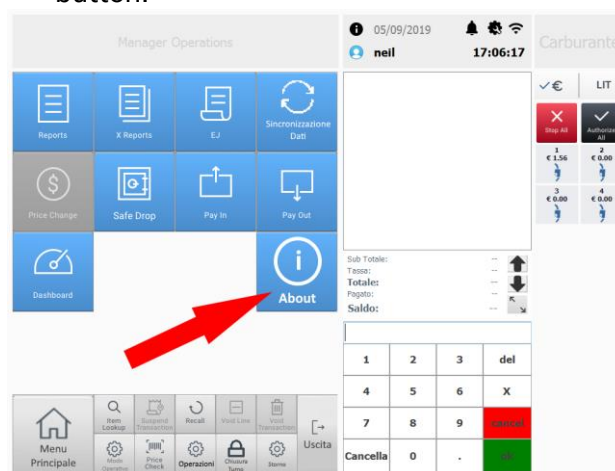 button.
Manager Operations
Reports
X Reports
EJ
Sincronizzazione
Dati
Price Change
Safe Drop
Pay In
Pay Out
Dashboard
About
Menu
Principale
Item
Lookup
Suspend
Transaction
Recall
Void Line
Void
Transaction
Mode
Operativo
Price
Check
Operazioni
Chiusura
Turno
Storno
Uscita
05/09/2019
neil
17:06:17
Sub Totale: --
Tassa: --
Totale: --
Pagato: --
Saldo: --
1 2 3 del
4 5 6 X
7 8 9 cancel
Cancella 0 . ok
Carburante
€ LIT
Stop All
Authorize
All
1 2
€ 1.56 € 0.00
3 4
€ 0.00 € 0.00